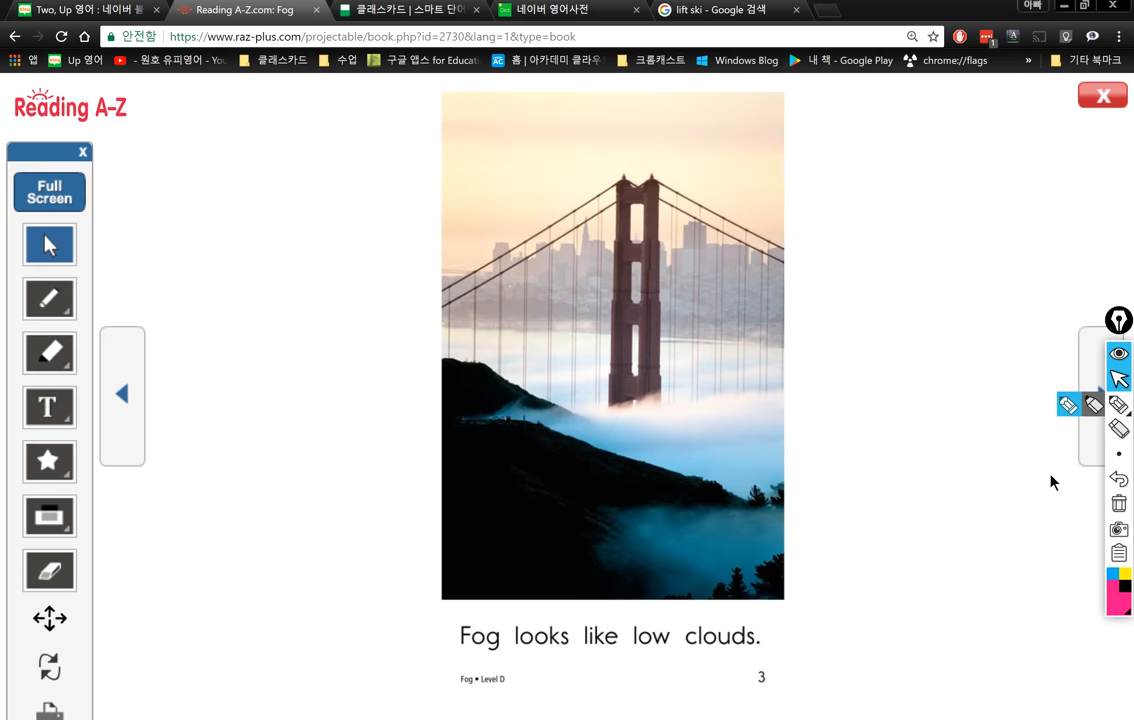 Two, Up 영어 : 네이버 블
Reading A-Z.com: Fog
클래스카드 | 스마트 단어
네이버 영어사전
lift ski - Google 검색
아빠
안전함
https://www.raz-plus.com/projectable/book.php?id=2730&lang=1&type=book
앱
Up 영어
- 원호 유피영어 - You
클래스카드
수업
구글 앱스 for Educati
홈 | 아카데미 클라우
크롬캐스트
Windows Blog
내 책 - Google Play
chrome://flags
»
기타 북마크
Reading A-Z
X
X
Full
Screen
T
Fog looks like low clouds.
Fog • Level D
3